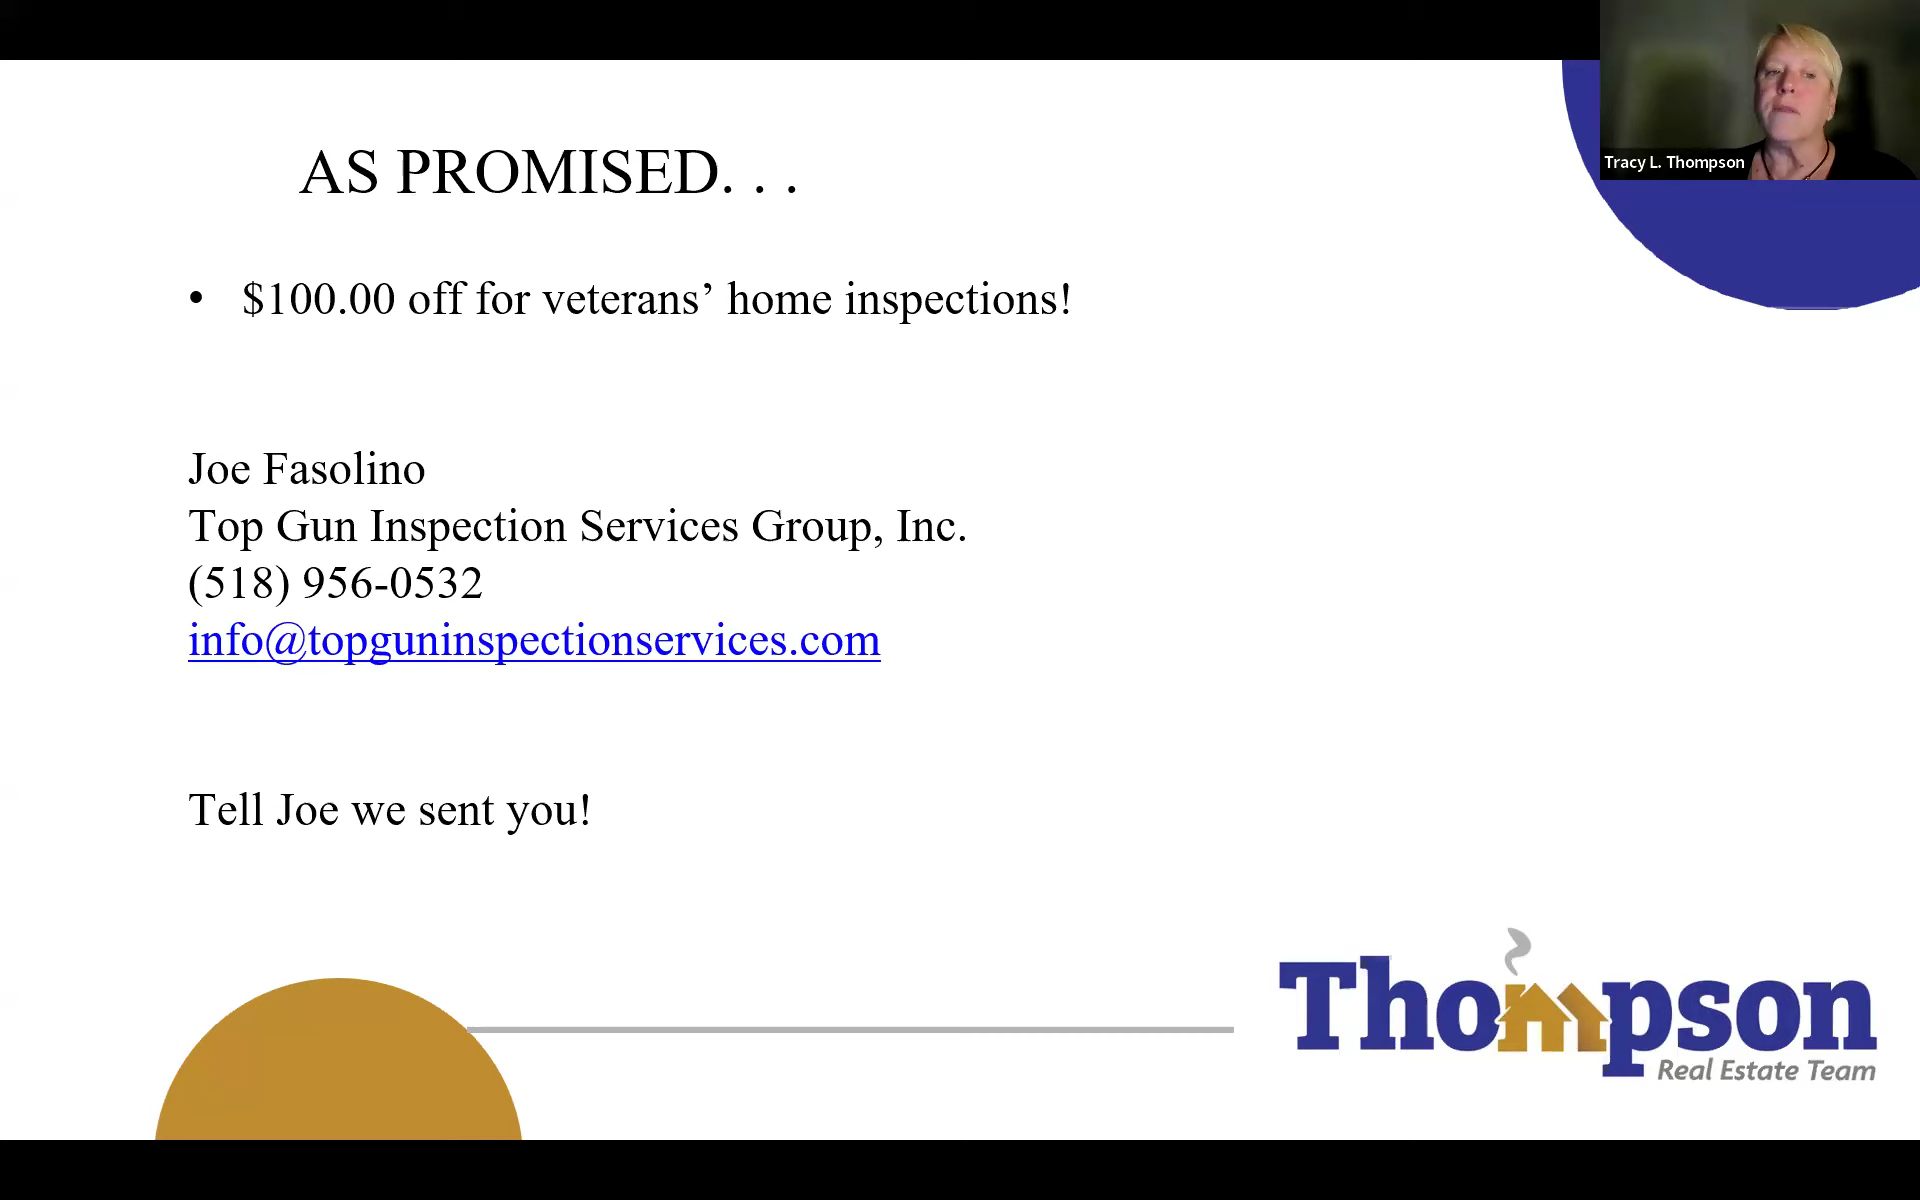 Tracy L. Thompson
AS PROMISED. . .
• $100.00 off for veterans’ home inspections!
Joe Fasolino
Top Gun Inspection Services Group, Inc.
(518) 956-0532
info@topguninspectionservices.com
Tell Joe we sent you!
Thompson
Real Estate Team